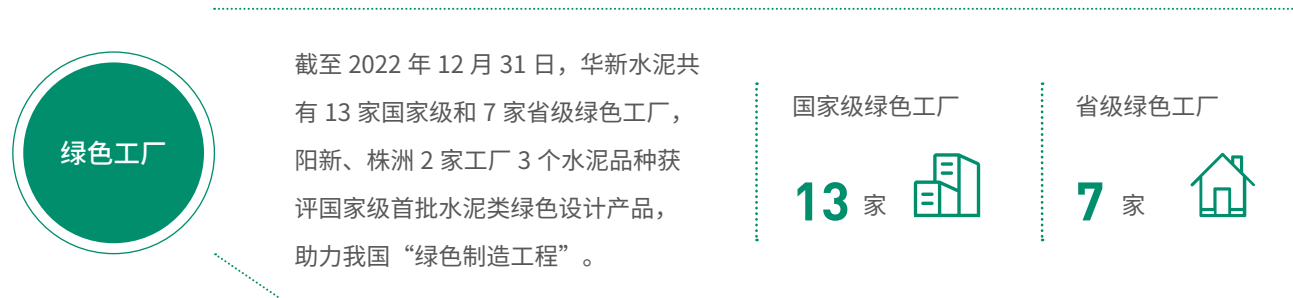 绿色工厂
截至 2022 年 12 月 31 日，华新水泥共
有 13 家国家级和 7 家省级绿色工厂，
阳新、株洲 2 家工厂 3 个水泥品种获
评国家级首批水泥类绿色设计产品，
助力我国“绿色制造工程”。
国家级绿色工厂
13 家
省级绿色工厂
7 家